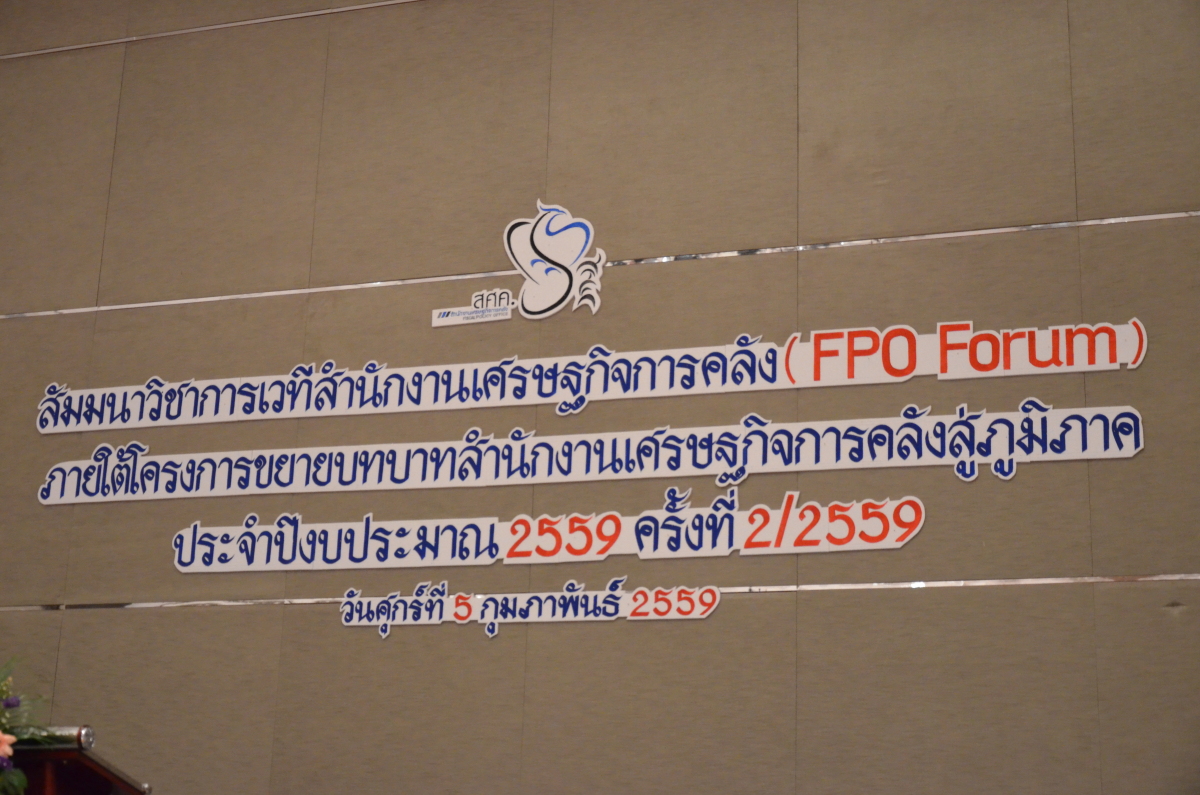 สศค.
สัมมนาวิชาการเวทีสำนักงานเศรษฐกิจการคลัง (FPO Forum)
ภายใต้โครงการขยายบทบาทสำนักงานเศรษฐกิจการคลังสู่ภูมิภาค
ประจำปีงบประมาณ 2559 ครั้งที่ 2/2559
วันศุกร์ที่ 5 กุมภาพันธ์ 2559